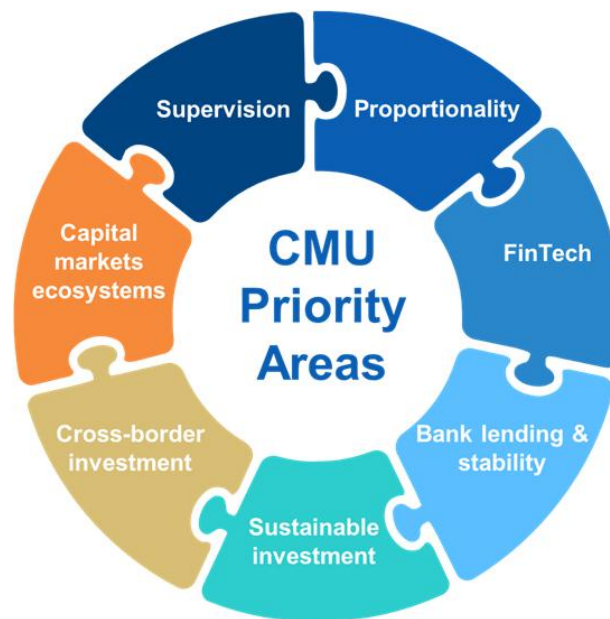 Supervision
Proportionality
Capital
markets
ecosystems
CMU
Priority
Areas
FinTech
Cross-border
investment
Bank lending &
stability
Sustainable
investment